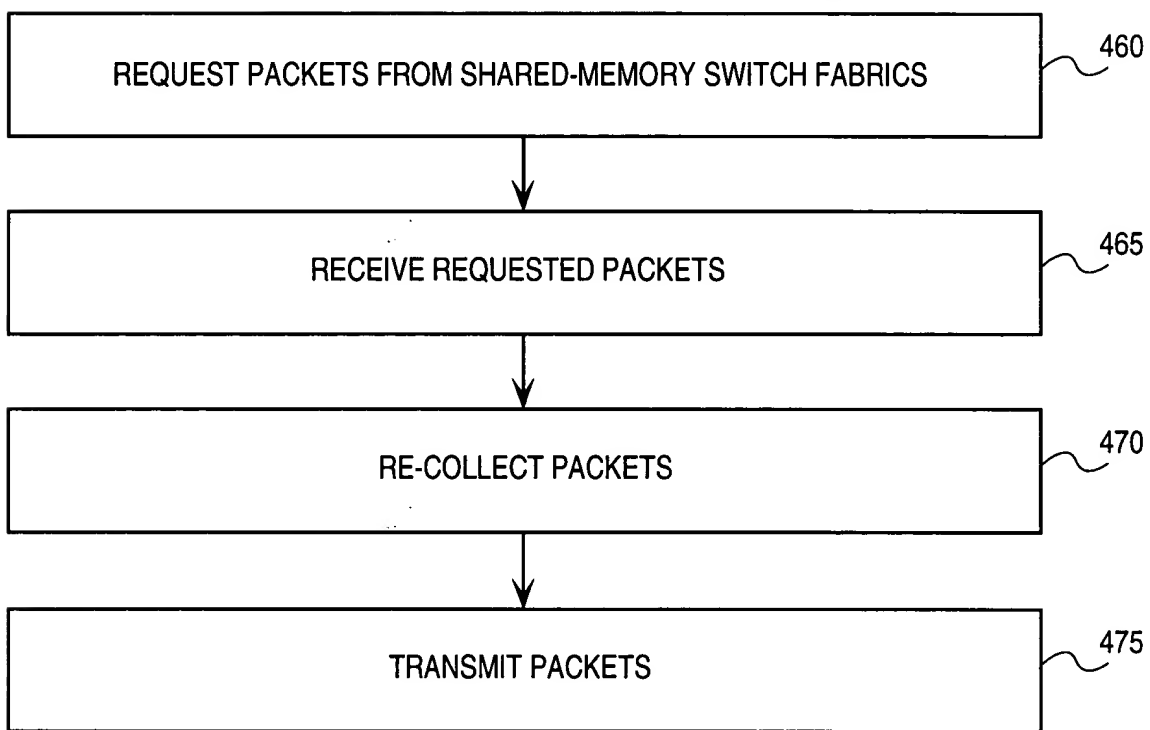 REQUEST PACKETS FROM SHARED-MEMORY SWITCH FABRICS
460
RECEIVE REQUESTED PACKETS
465
RE-COLLECT PACKETS
470
TRANSMIT PACKETS
475